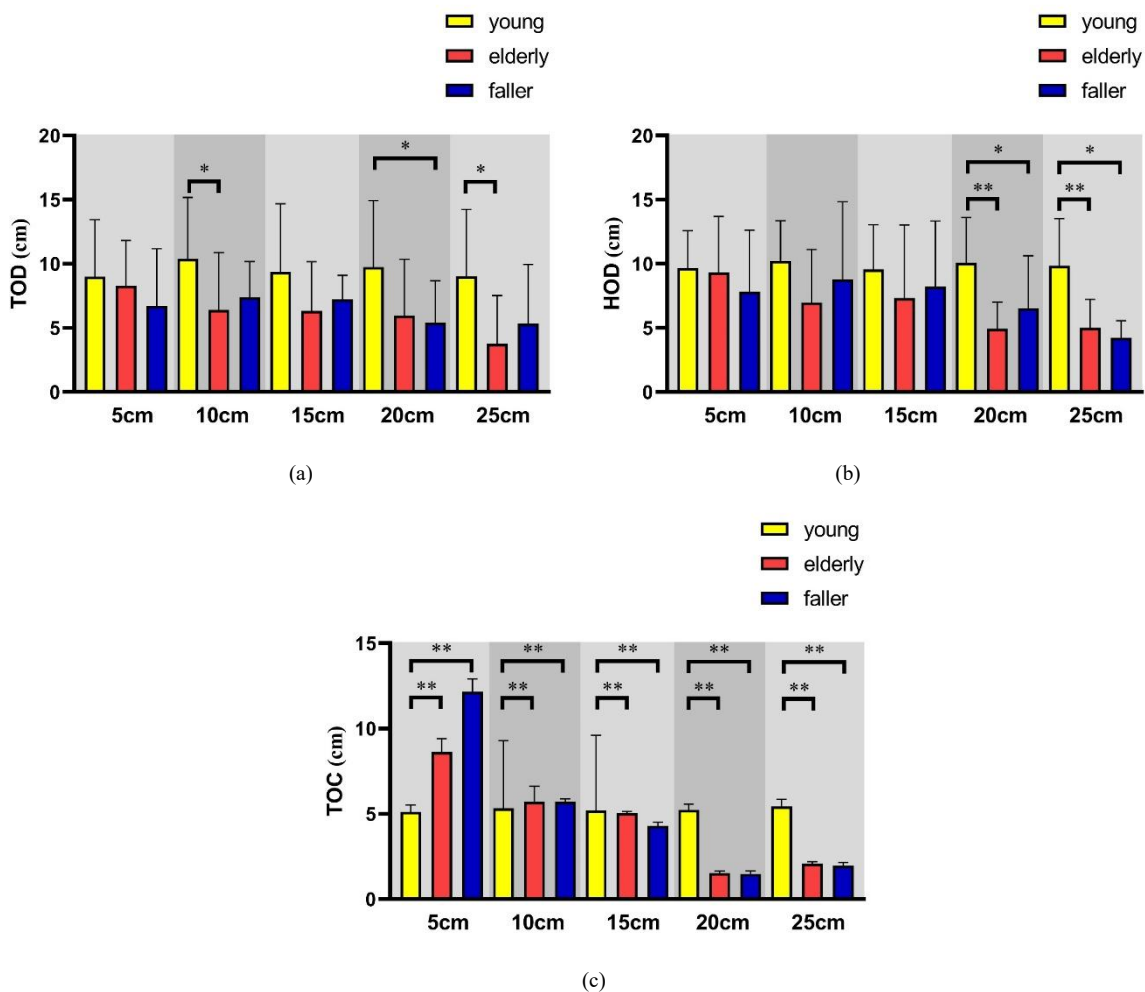 young
elderly
faller
TOD (cm)
20
*
*
*
15
10
5
0
5cm 10cm 15cm 20cm 25cm
(a)
young
elderly
faller
HOD (cm)
20
* *
** **
15
10
5
0
5cm 10cm 15cm 20cm 25cm
(b)
young
elderly
faller
TOC (cm)
15
** ** ** ** **
** ** ** ** **
10
5
0
5cm 10cm 15cm 20cm 25cm
(c)